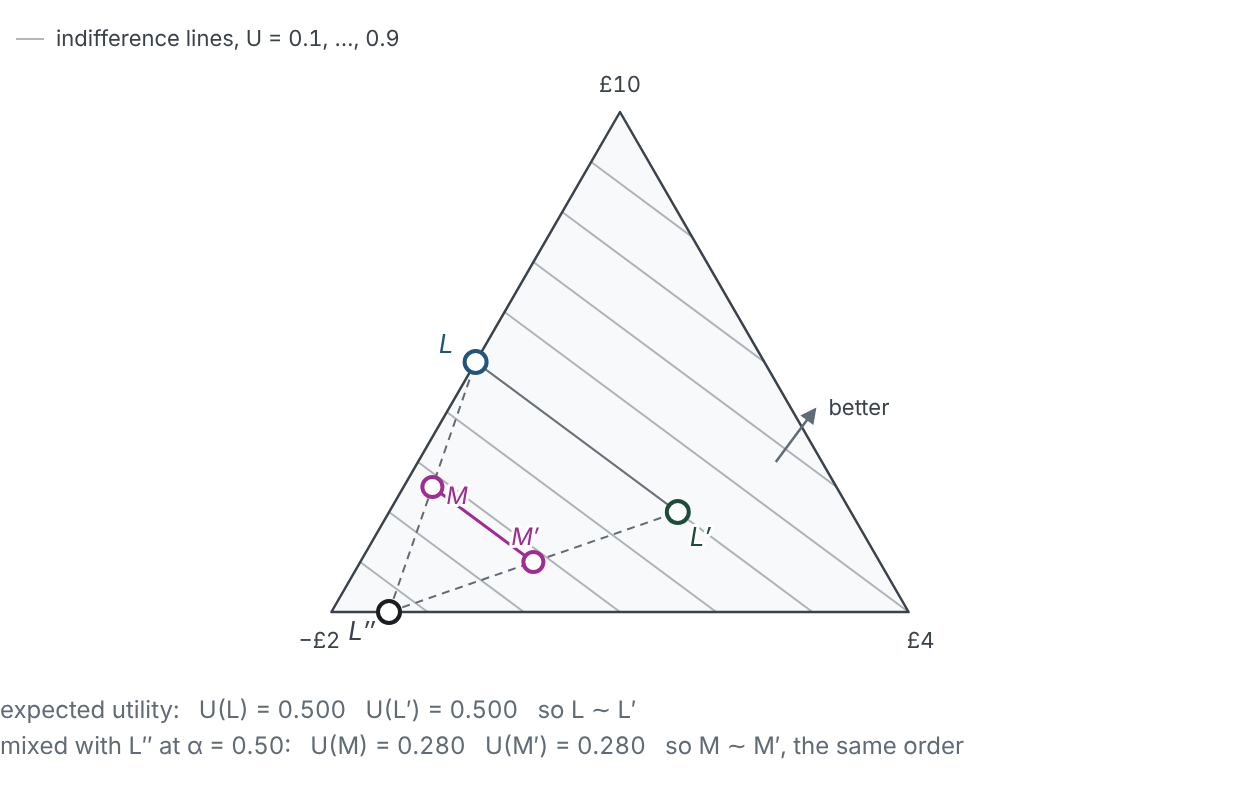 indifference lines, U = 0.1, ..., 0.9
£10
L
better
M
M′
L′
−£2
L″
£4
expected utility: U(L) = 0.500 U(L′) = 0.500 so L ~ L′
mixed with L″ at α = 0.50: U(M) = 0.280 U(M′) = 0.280 so M ~ M′, the same order